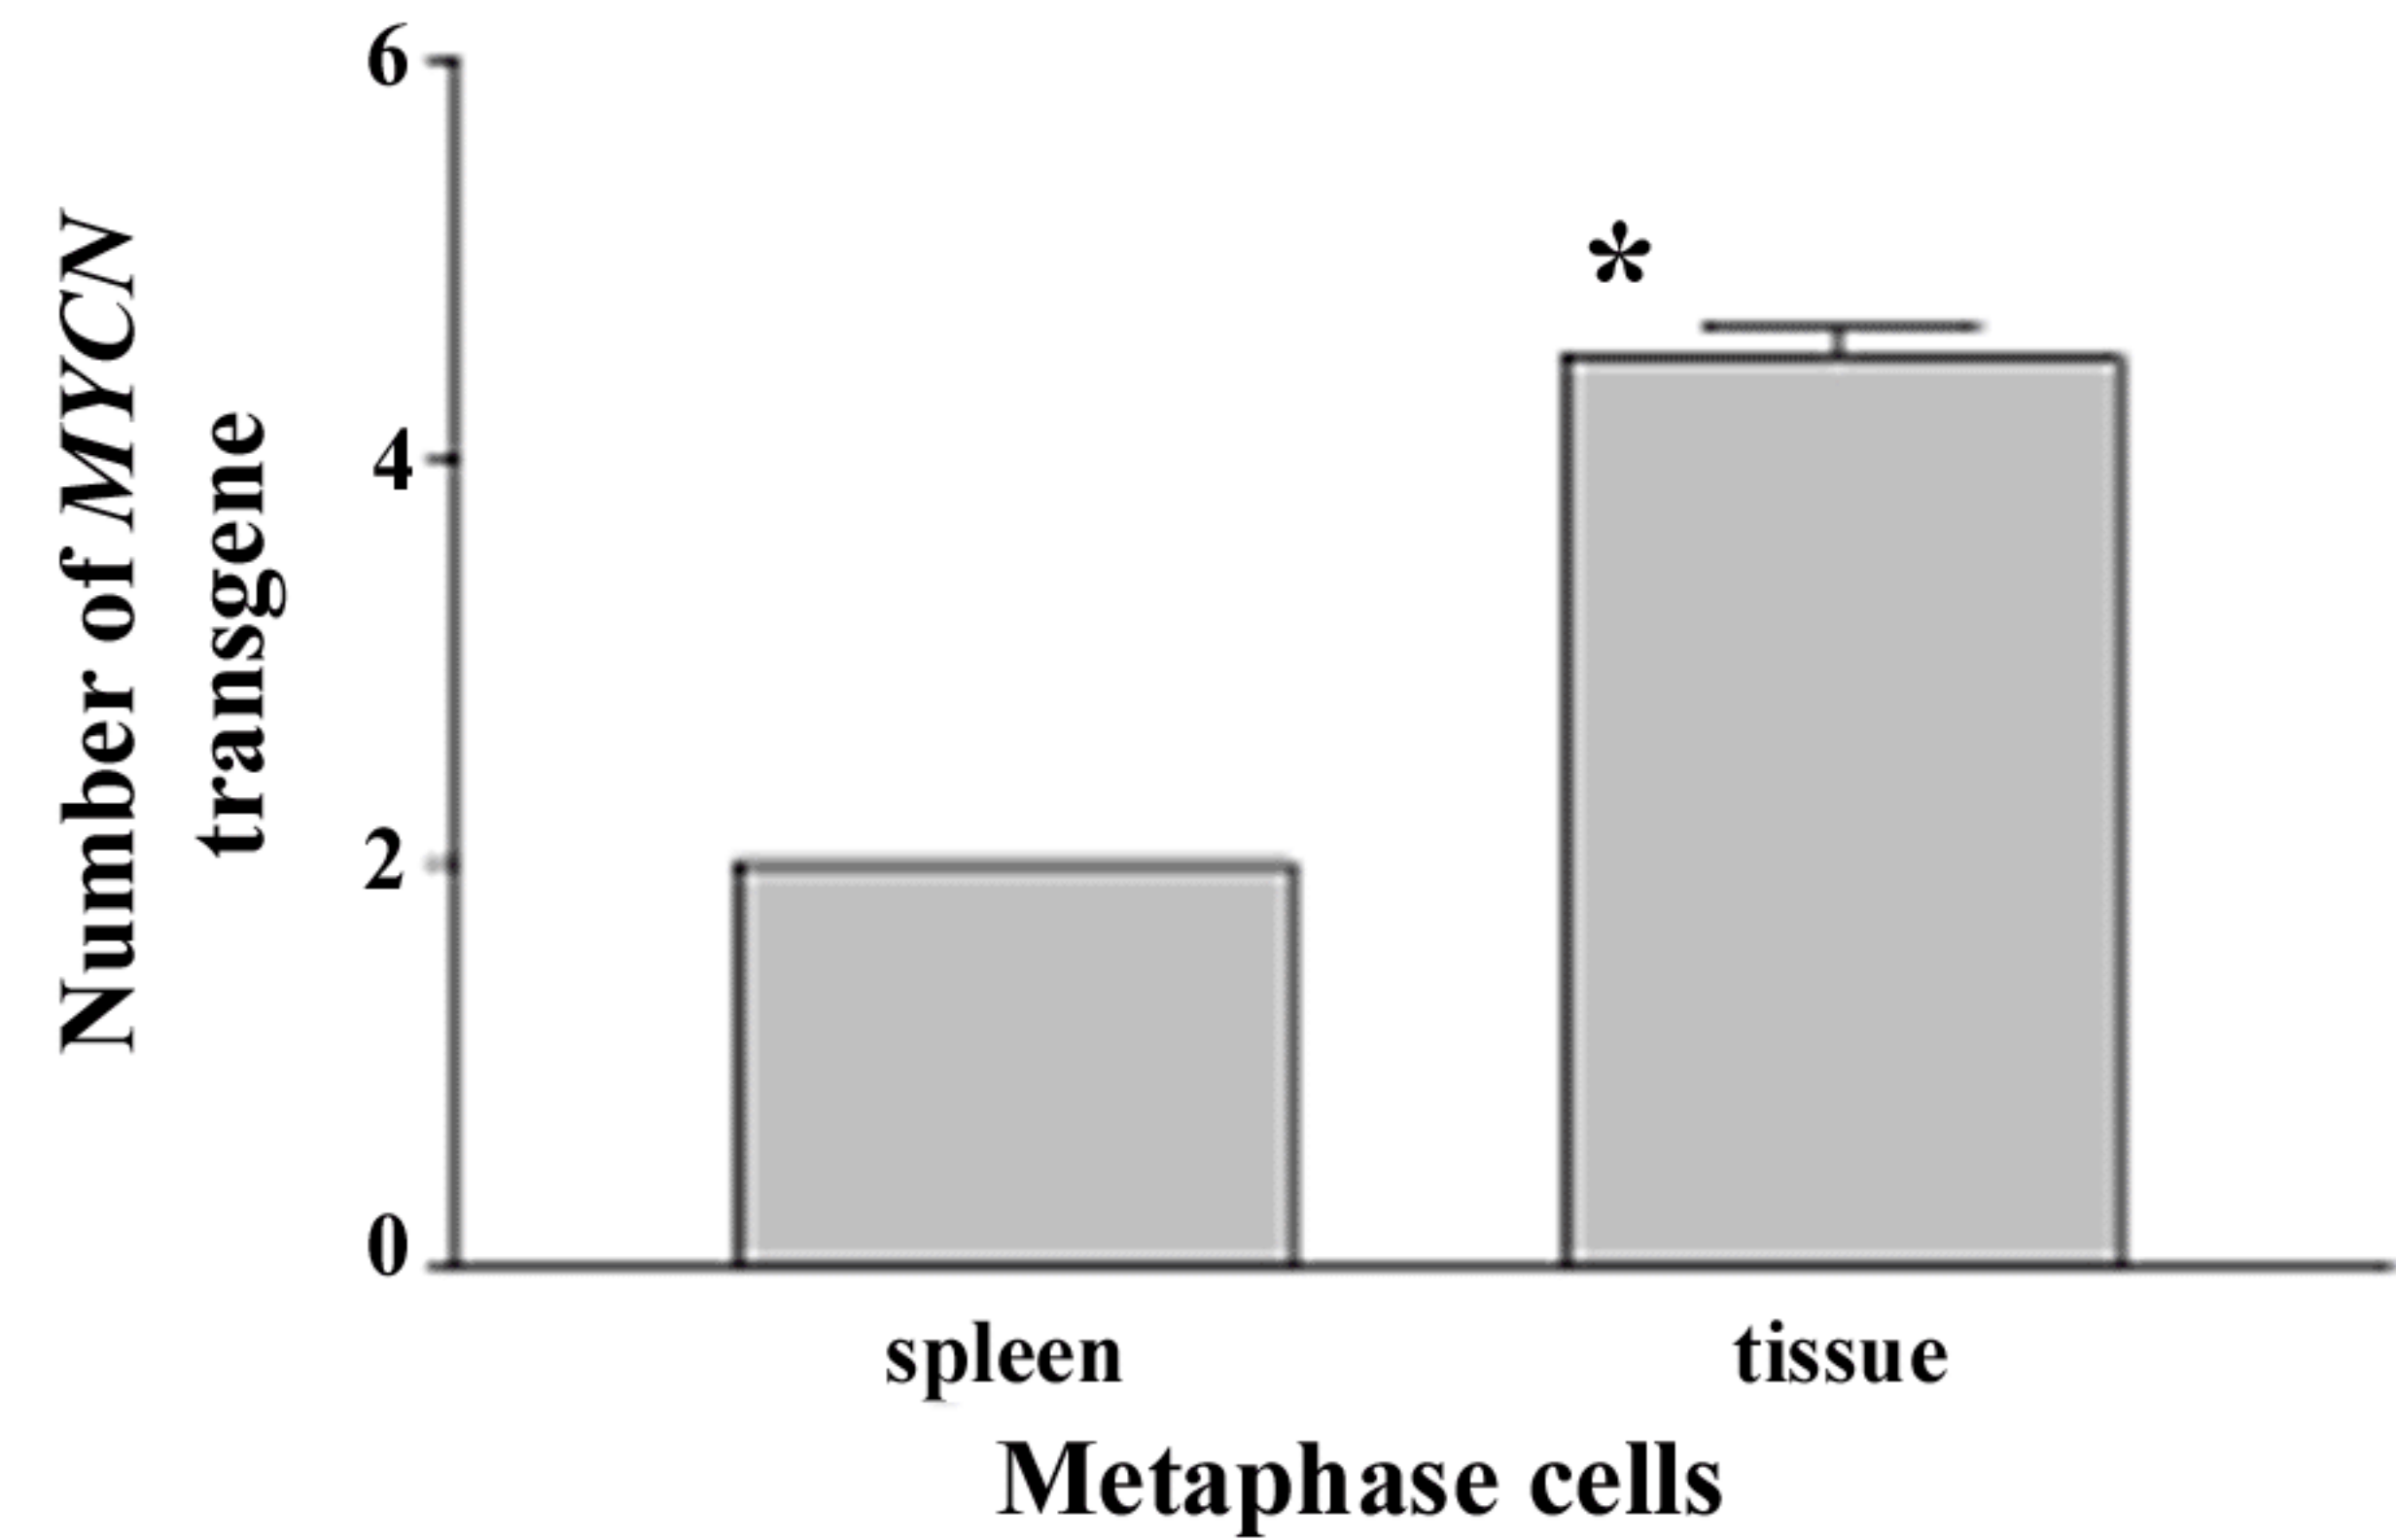 Number of MYCN
transgene
6
4
2
0
*
spleen
tissue
Metaphase cells